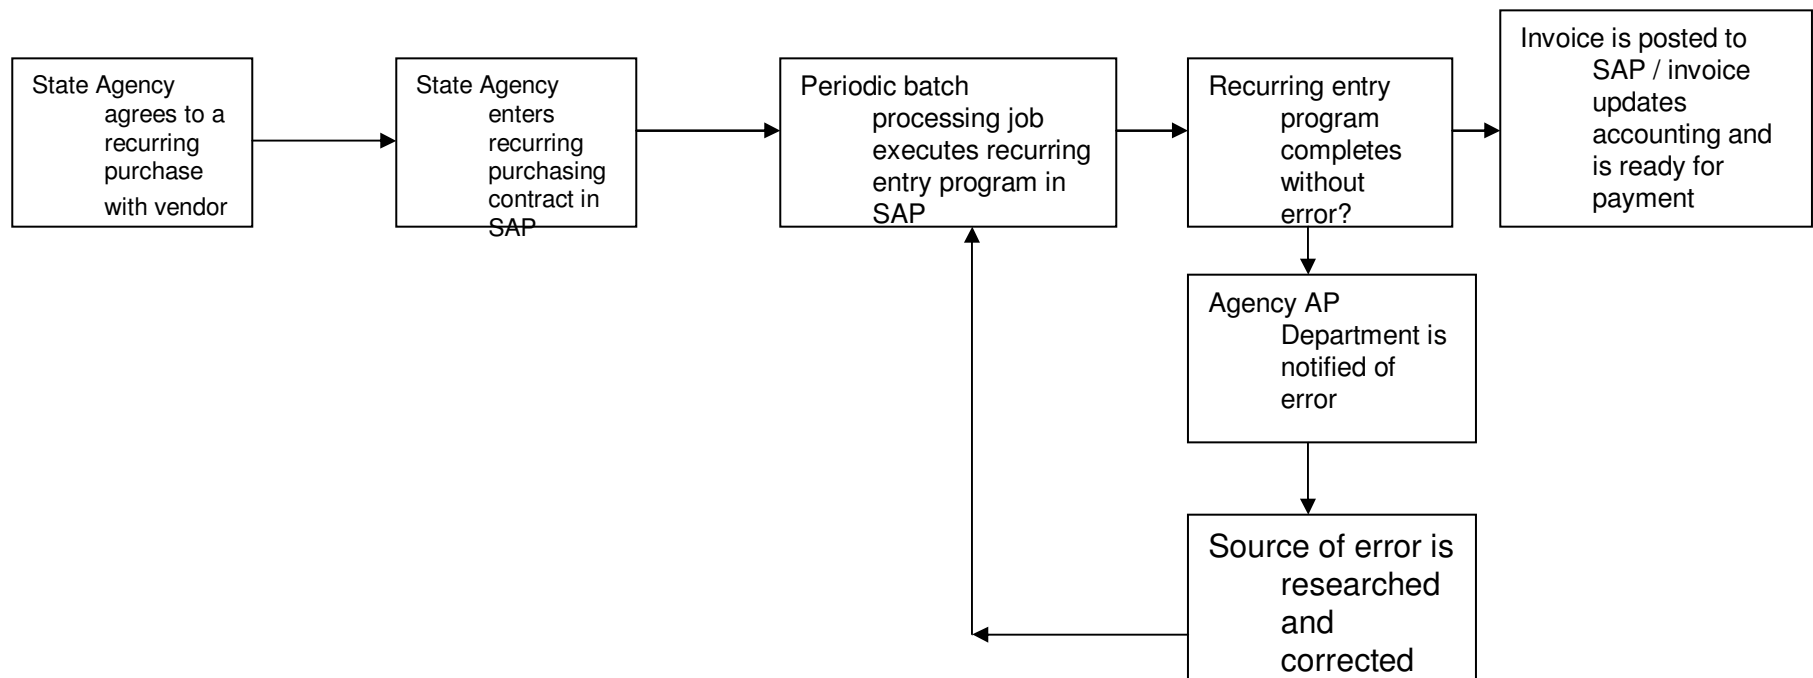 State Agency
agrees to a
recurring
purchase
with vendor
State Agency
enters
recurring
purchasing
contract in
SAP
Periodic batch
processing job
executes recurring
entry program in
SAP
Recurring entry
program
completes
without
error?
Invoice is posted to
SAP / invoice
updates
accounting and
is ready for
payment
Agency AP
Department is
notified of
error
Source of error is
researched
and
corrected